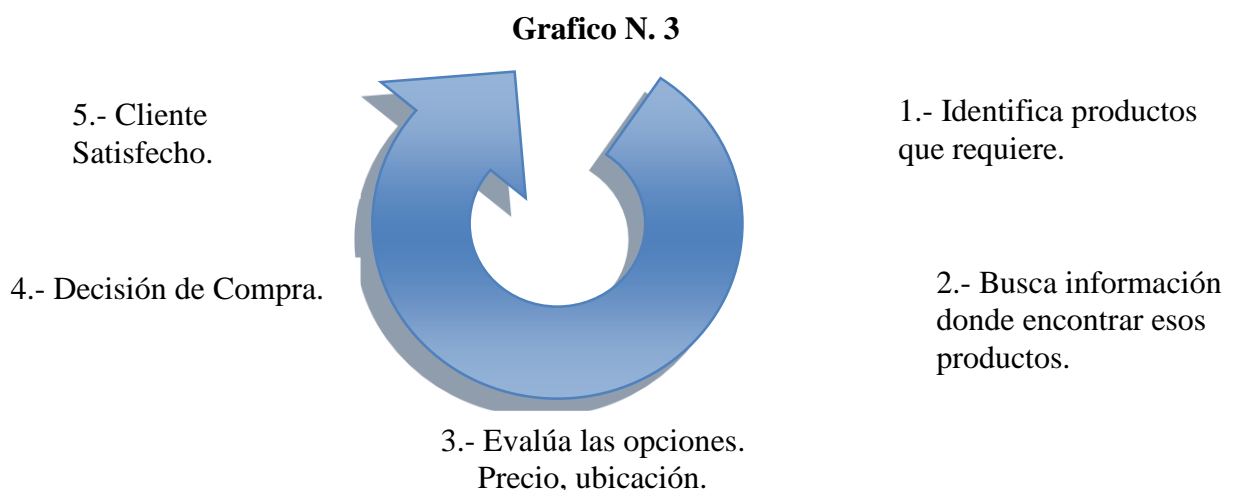 Grafico N. 3
1.- Identifica productos
que requiere.
2.- Busca información
donde encontrar esos
productos.
3.- Evalúa las opciones.
Precio, ubicación.
4.- Decisión de Compra.
5.- Cliente
Satisfecho.